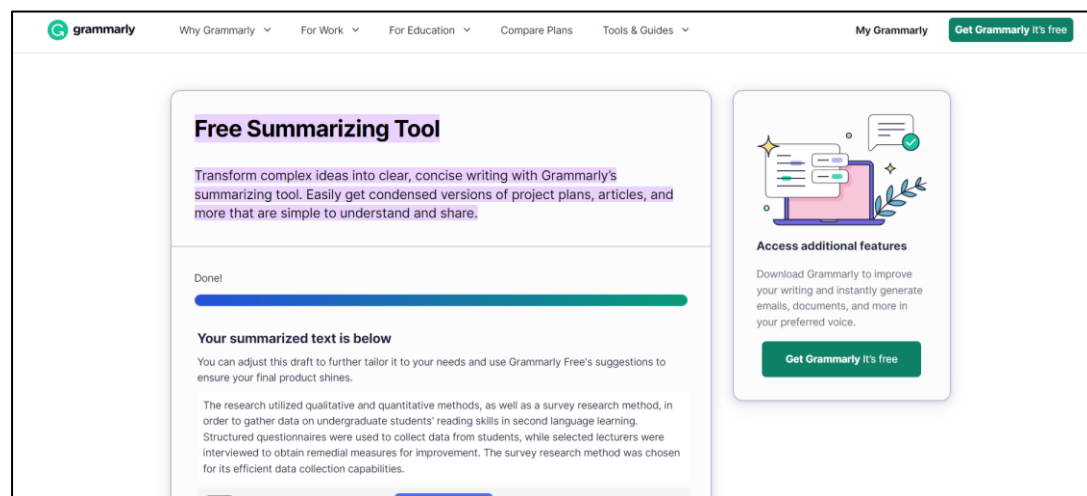 grammarly
Why Grammarly
For Work
For Education
Compare Plans
Tools & Guides
My Grammarly
Get Grammarly It's free
Free Summarizing Tool
Transform complex ideas into clear, concise writing with Grammarly's
summarizing tool. Easily get condensed versions of project plans, articles, and
more that are simple to understand and share.
Done!
Your summarized text is below
You can adjust this draft to further tailor it to your needs and use Grammarly Free's suggestions to
ensure your final product shines.
The research utilized qualitative and quantitative methods, as well as a survey research method, in
order to gather data on undergraduate students' reading skills in second language learning.
Structured questionnaires were used to collect data from students, while selected lecturers were
interviewed to obtain remedial measures for improvement. The survey research method was chosen
for its efficient data collection capabilities.
Access additional features
Download Grammarly to improve
your writing and instantly generate
emails, documents, and more in
your preferred voice.
Get Grammarly It's free